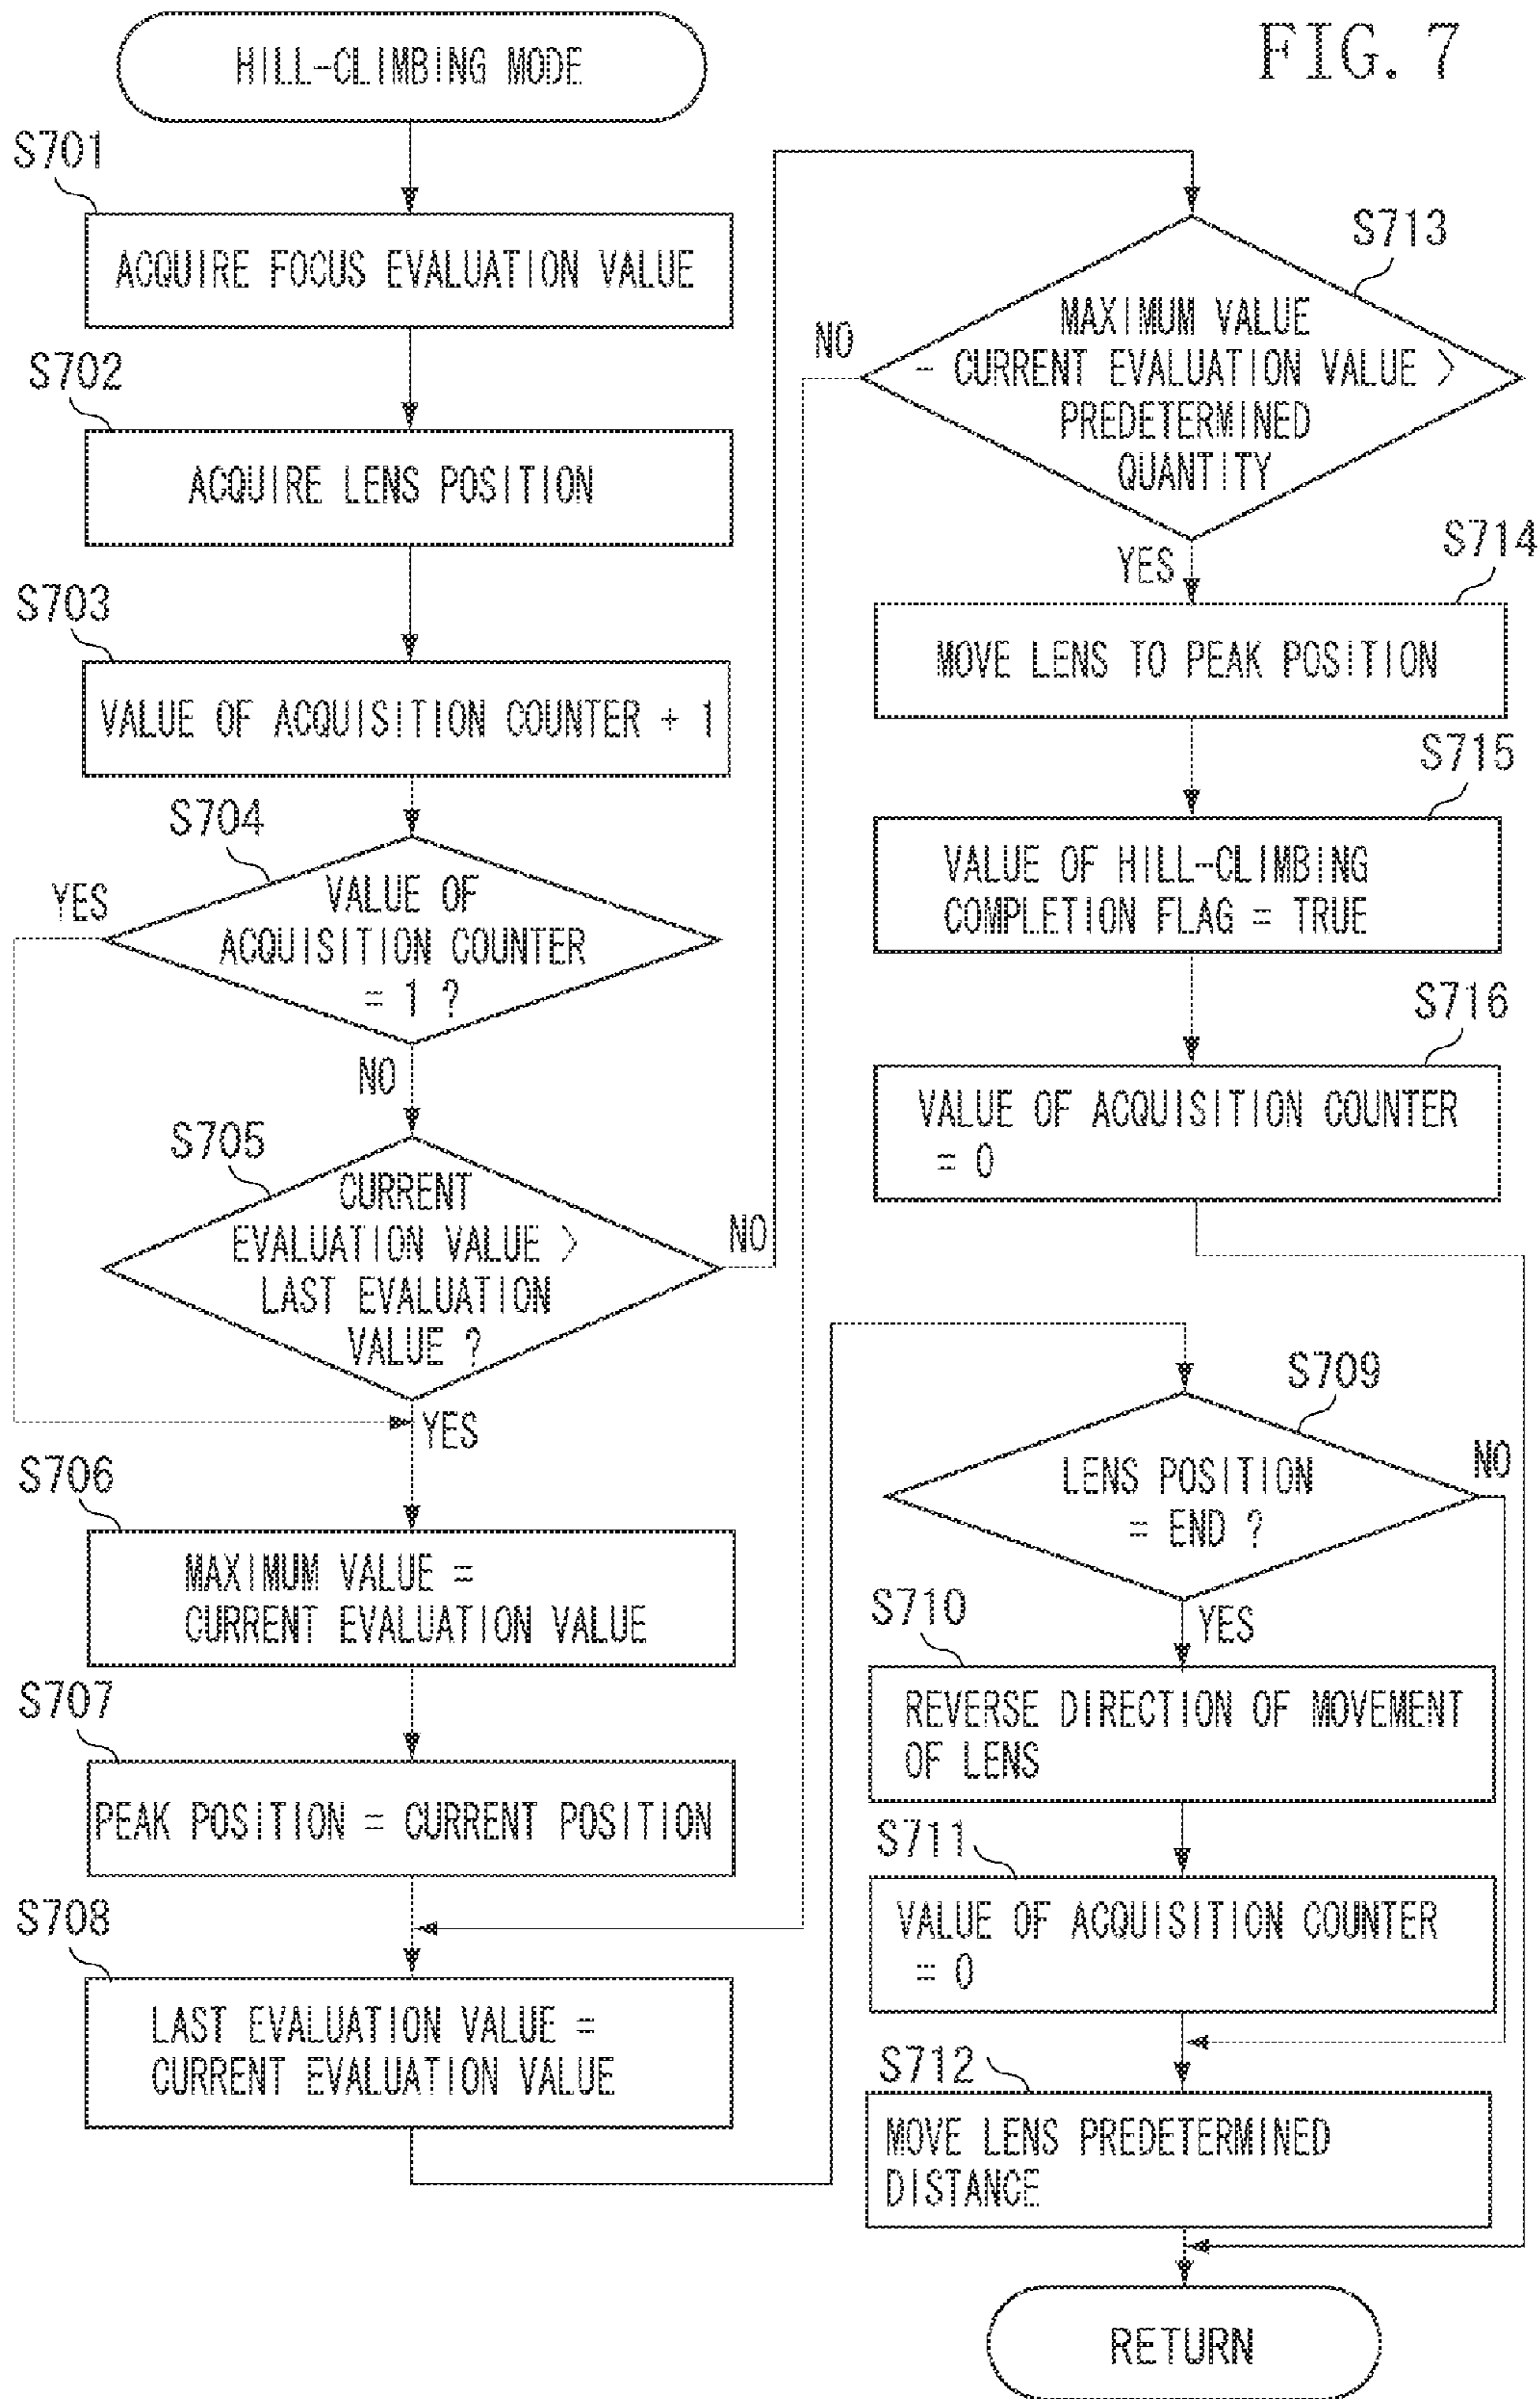 FIG. 7
HILL-CLIMBING MODE
S701
ACQUIRE FOCUS EVALUATION VALUE
S702
ACQUIRE LENS POSITION
S703
VALUE OF ACQUISITION COUNTER + 1
S704
VALUE OF
ACQUISITION COUNTER
= 1 ?
YES
NO
S705
CURRENT
EVALUATION VALUE >
LAST EVALUATION
VALUE ?
NO
YES
S706
MAXIMUM VALUE =
CURRENT EVALUATION VALUE
S707
PEAK POSITION = CURRENT POSITION
S708
LAST EVALUATION VALUE =
CURRENT EVALUATION VALUE
S713
MAXIMUM VALUE
- CURRENT EVALUATION VALUE >
PREDETERMINED
QUANTITY
NO
YES
S714
MOVE LENS TO PEAK POSITION
S715
VALUE OF HILL-CLIMBING
COMPLETION FLAG = TRUE
S716
VALUE OF ACQUISITION COUNTER
= 0
S709
LENS POSITION
= END ?
NO
YES
S710
REVERSE DIRECTION OF MOVEMENT
OF LENS
S711
VALUE OF ACQUISITION COUNTER
= 0
S712
MOVE LENS PREDETERMINED
DISTANCE
RETURN